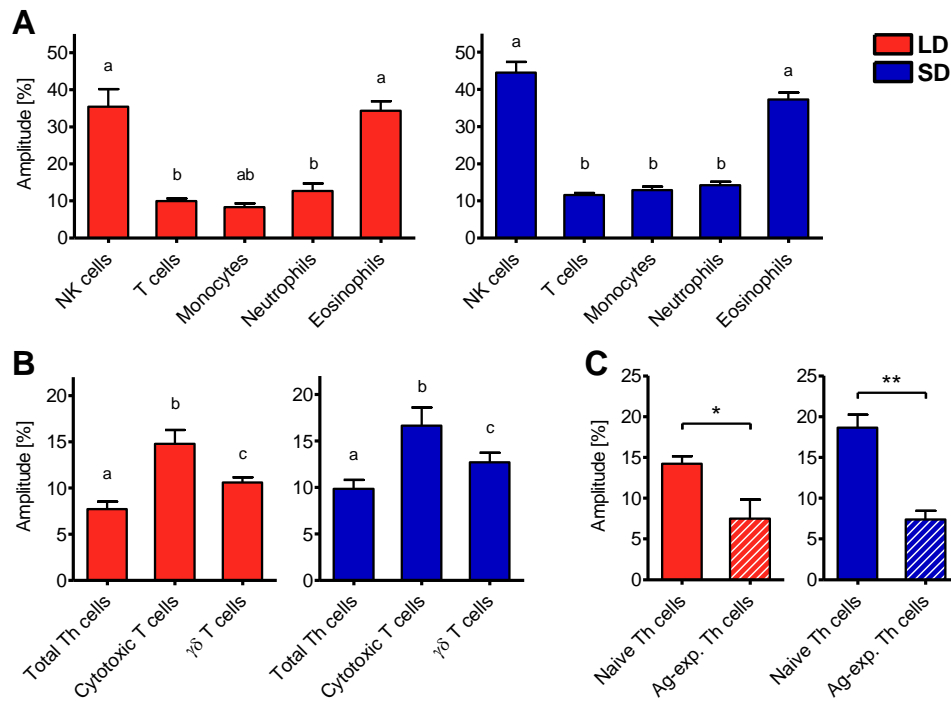 A
Amplitude [%]
50
40
30
20
10
0
a
b
ab
b
a
NK cells
T cells
Monocytes
Neutrophils
Eosinophils
50
40
30
20
10
0
a
b
b
b
a
NK cells
T cells
Monocytes
Neutrophils
Eosinophils
LD
SD
B
Amplitude [%]
20
15
10
5
0
a
b
c
Total Th cells
Cytotoxic T cells
γδ T cells
20
15
10
5
0
a
b
c
Total Th cells
Cytotoxic T cells
γδ T cells
C
Amplitude [%]
25
20
15
10
5
0
*
Naive Th cells
Ag-exp. Th cells
25
20
15
10
5
0
**
Naive Th cells
Ag-exp. Th cells